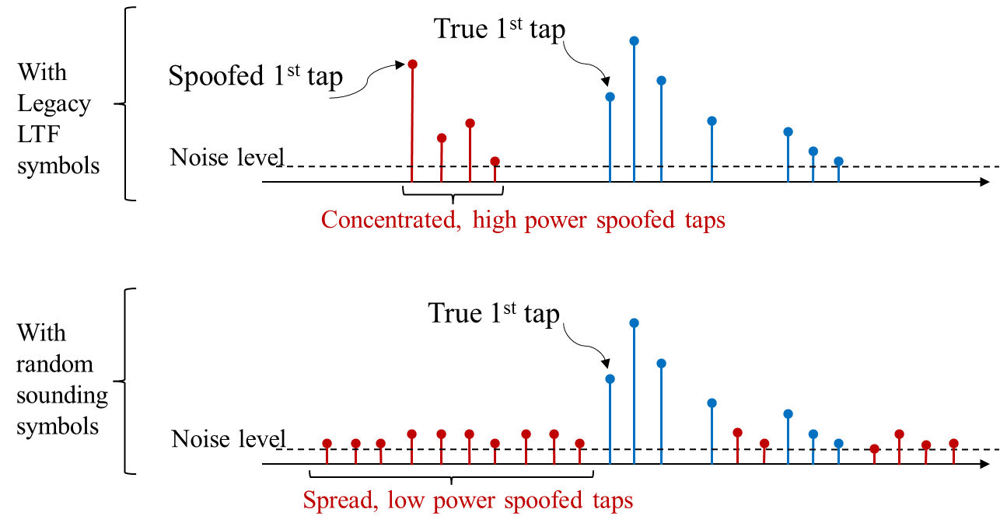 With
Legacy
LTF
symbols
True 1st tap
Spoofed 1st tap
Noise level
Concentrated, high power spoofed taps
With
random
sounding
symbols
True 1st tap
Noise level
Spread, low power spoofed taps